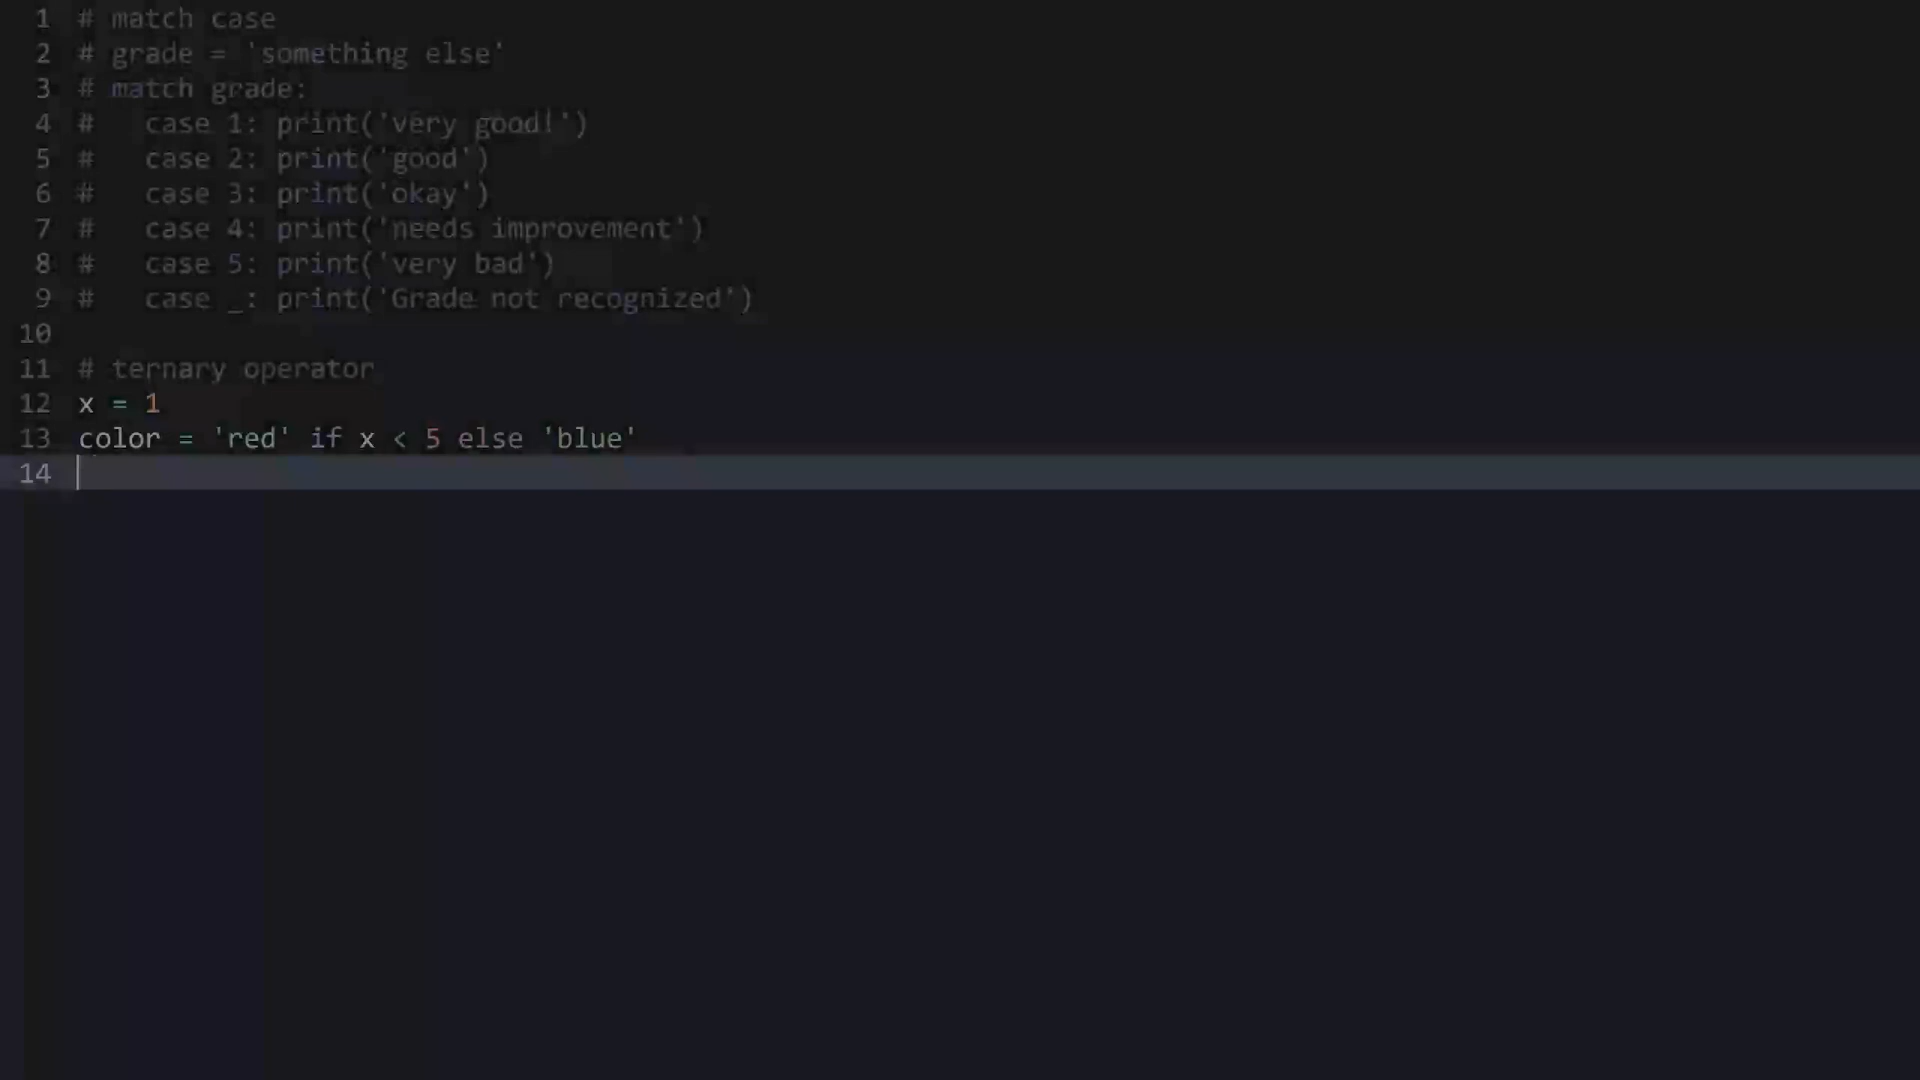 1 # match case
2 # grade = 'something else'
3 # match grade:
4 #   case 1: print('very good!')
5 #   case 2: print('good')
6 #   case 3: print('okay')
7 #   case 4: print('needs improvement')
8 #   case 5: print('very bad')
9 #   case _: print('Grade not recognized')
10
11 # ternary operator
12 x = 1
13 color = 'red' if x < 5 else 'blue'
14